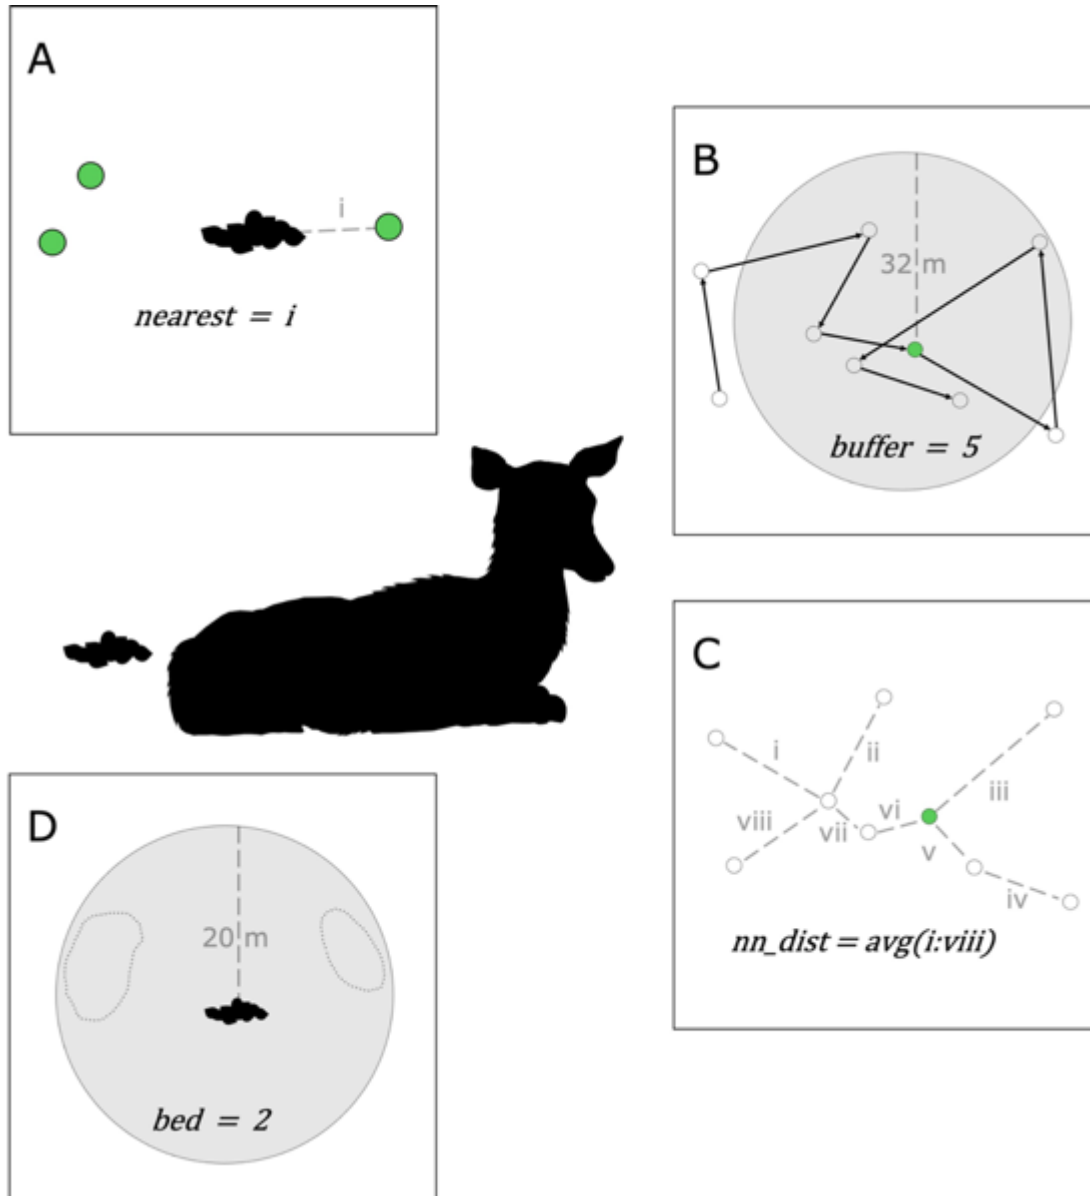 A
i
nearest = i
B
32 m
buffer = 5
C
i
ii
iii
viii
vii
vi
v
iv
nn_dist = avg(i:viii)
D
20 m
bed = 2